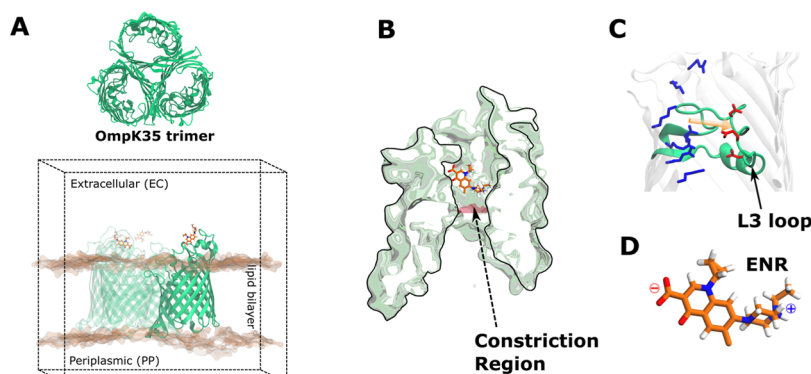 A
OmpK35 trimer
Extracellular (EC)
lipid bilayer
Periplasmic (PP)
B
Constriction
Region
C
L3 loop
D
ENR
⊖
⊕